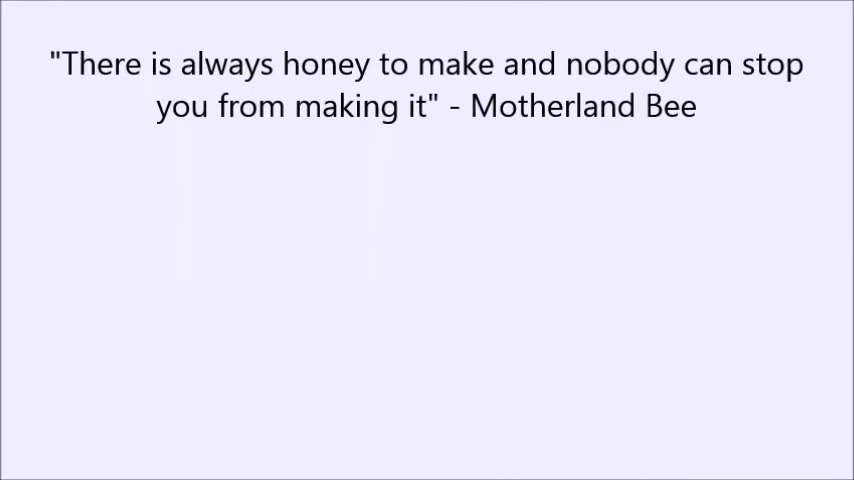 "There is always honey to make and nobody can stop
you from making it" - Motherland Bee